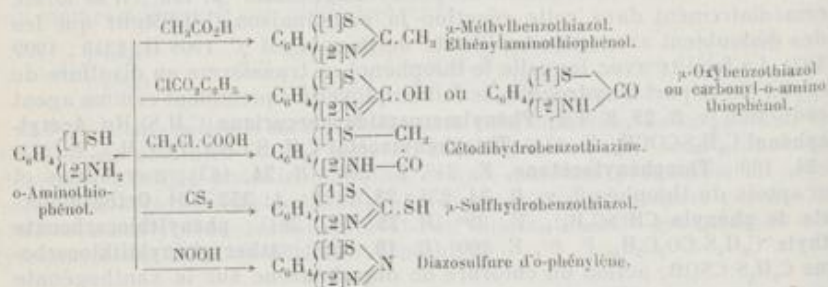 CH₃CO₂H C₆H₄ ([1]S [2]N) C.CH₃ μ-Méthylbenzothiazol.
Éthénylaminothiophénol.
ClCO₂C₂H₅ C₆H₄ ([1]S [2]N) C.OH ou C₆H₄ ([1]S— [2]NH) CO μ-Oxybenzothiazol
ou carbonyl-o-amino
thiophénol.
C₆H₄ ([1]SH [2]NH₂)
o-Aminothio-
phénol.
CH₂Cl.COOH C₆H₄ ([1]S—CH₂ [2]NH—CO) Cétodihydrobenzothiazine.
CS₂ C₆H₄ ([1]S [2]N) C.SH μ-Sulfhydrobenzothiazol.
NOOH C₆H₄ ([1]S [2]N) N Diazosulfure d'o-phénylène.